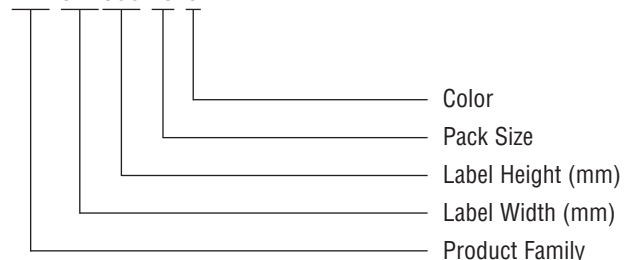 Color
Pack Size
Label Height (mm)
Label Width (mm)
Product Family